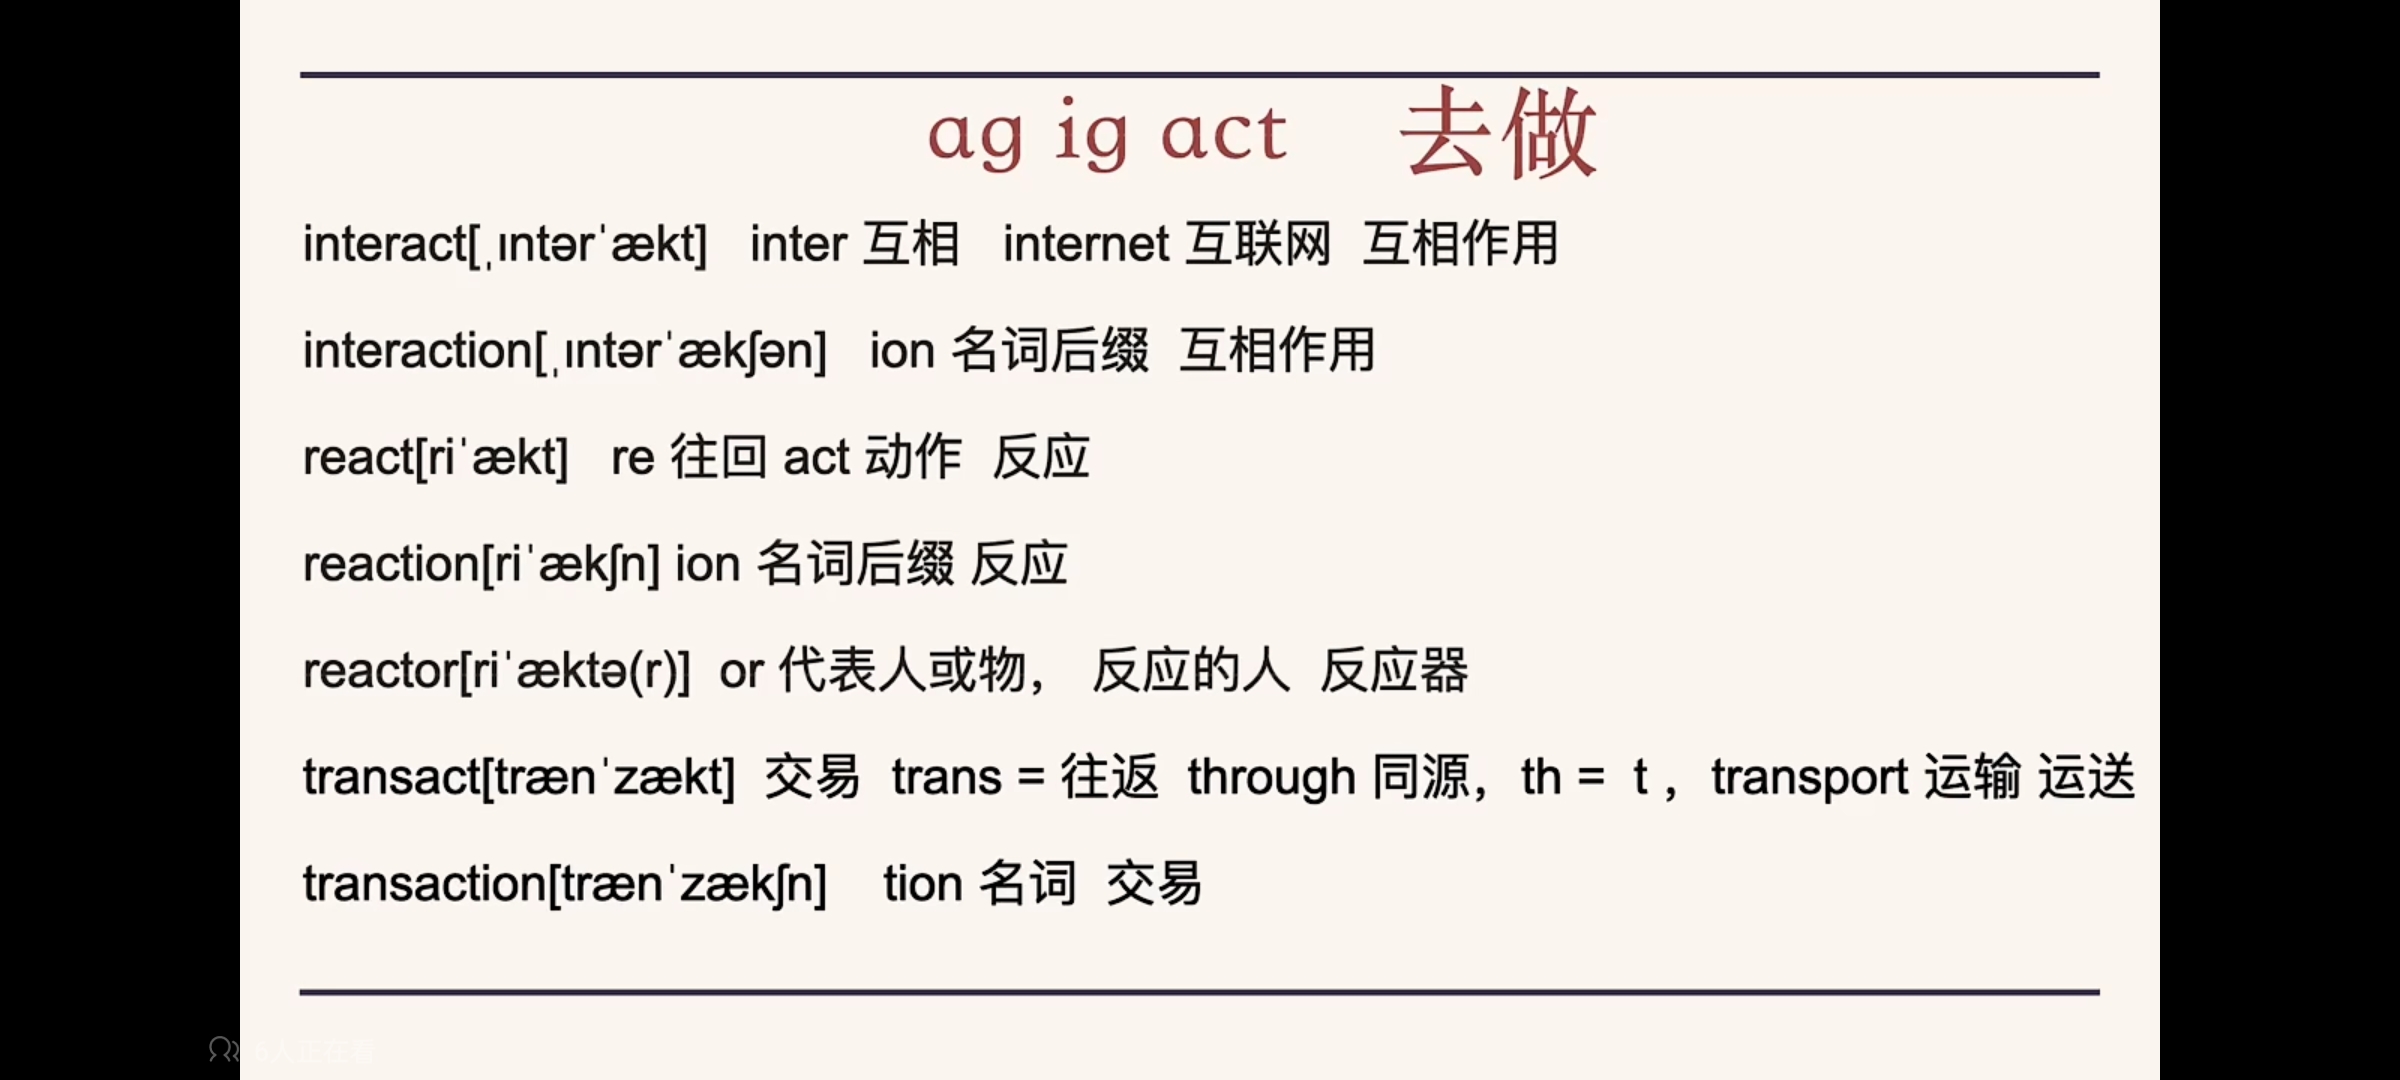 ag ig act 去做
interact[ˌɪntərˈækt] inter 互相 internet 互联网 互相作用
interaction[ˌɪntərˈækʃən] ion 名词后缀 互相作用
react[riˈækt] re 往回 act 动作 反应
reaction[riˈækʃn] ion 名词后缀 反应
reactor[riˈæktə(r)] or 代表人或物， 反应的人 反应器
transact[trænˈzækt] 交易 trans = 往返 through 同源，th = t ，transport 运输 运送
transaction[trænˈzækʃn] tion 名词 交易
6人正在看